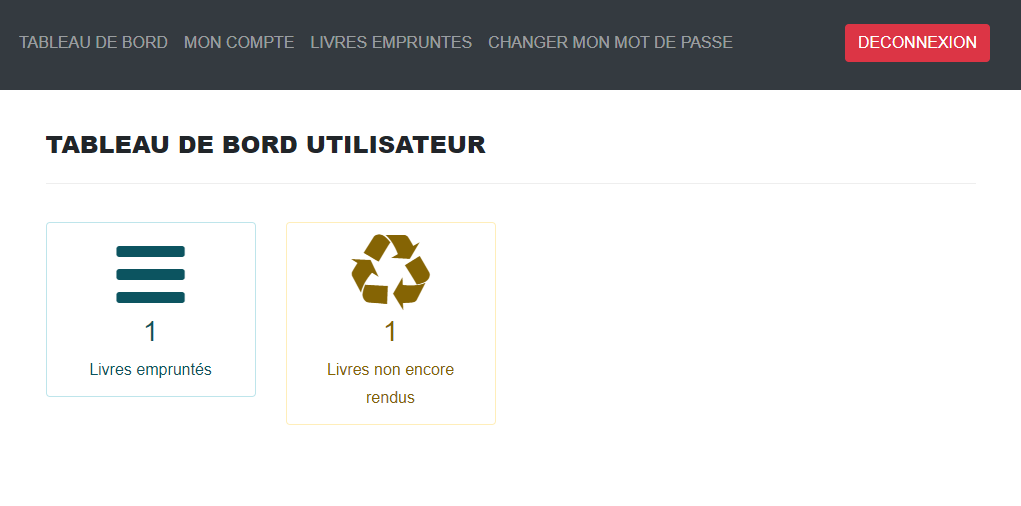 TABLEAU DE BORD MON COMPTE LIVRES EMPRUNTES CHANGER MON MOT DE PASSE DECONNEXION
TABLEAU DE BORD UTILISATEUR
1
Livres empruntés
1
Livres non encore
rendus